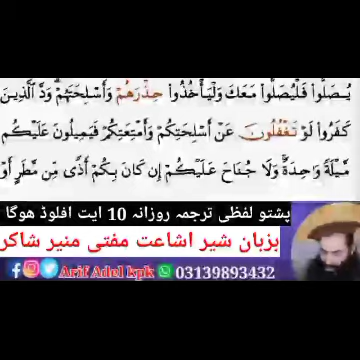 يُصَلُّوا فَلْيُصَلُّوا مَعَكَ وَلْيَأْخُذُوا حِذْرَهُمْ وَأَسْلِحَتَهُمْ وَدَّ الَّذِينَ
كَفَرُوا لَوْ تَغْفُلُونَ عَنْ أَسْلِحَتِكُمْ وَأَمْتِعَتِكُمْ فَيَمِيلُونَ عَلَيْكُم
مَّيْلَةً وَاحِدَةً وَلَا جُنَاحَ عَلَيْكُمْ إِن كَانَ بِكُمْ أَذًى مِّن مَّطَرٍ أَوْ
پشتو لفظی ترجمہ روزانہ 10 ایت افلوڈ ھوگا
بزبان شیر اشاعت مفتی منیر شاکر
Arif Adel kpk 03139893432